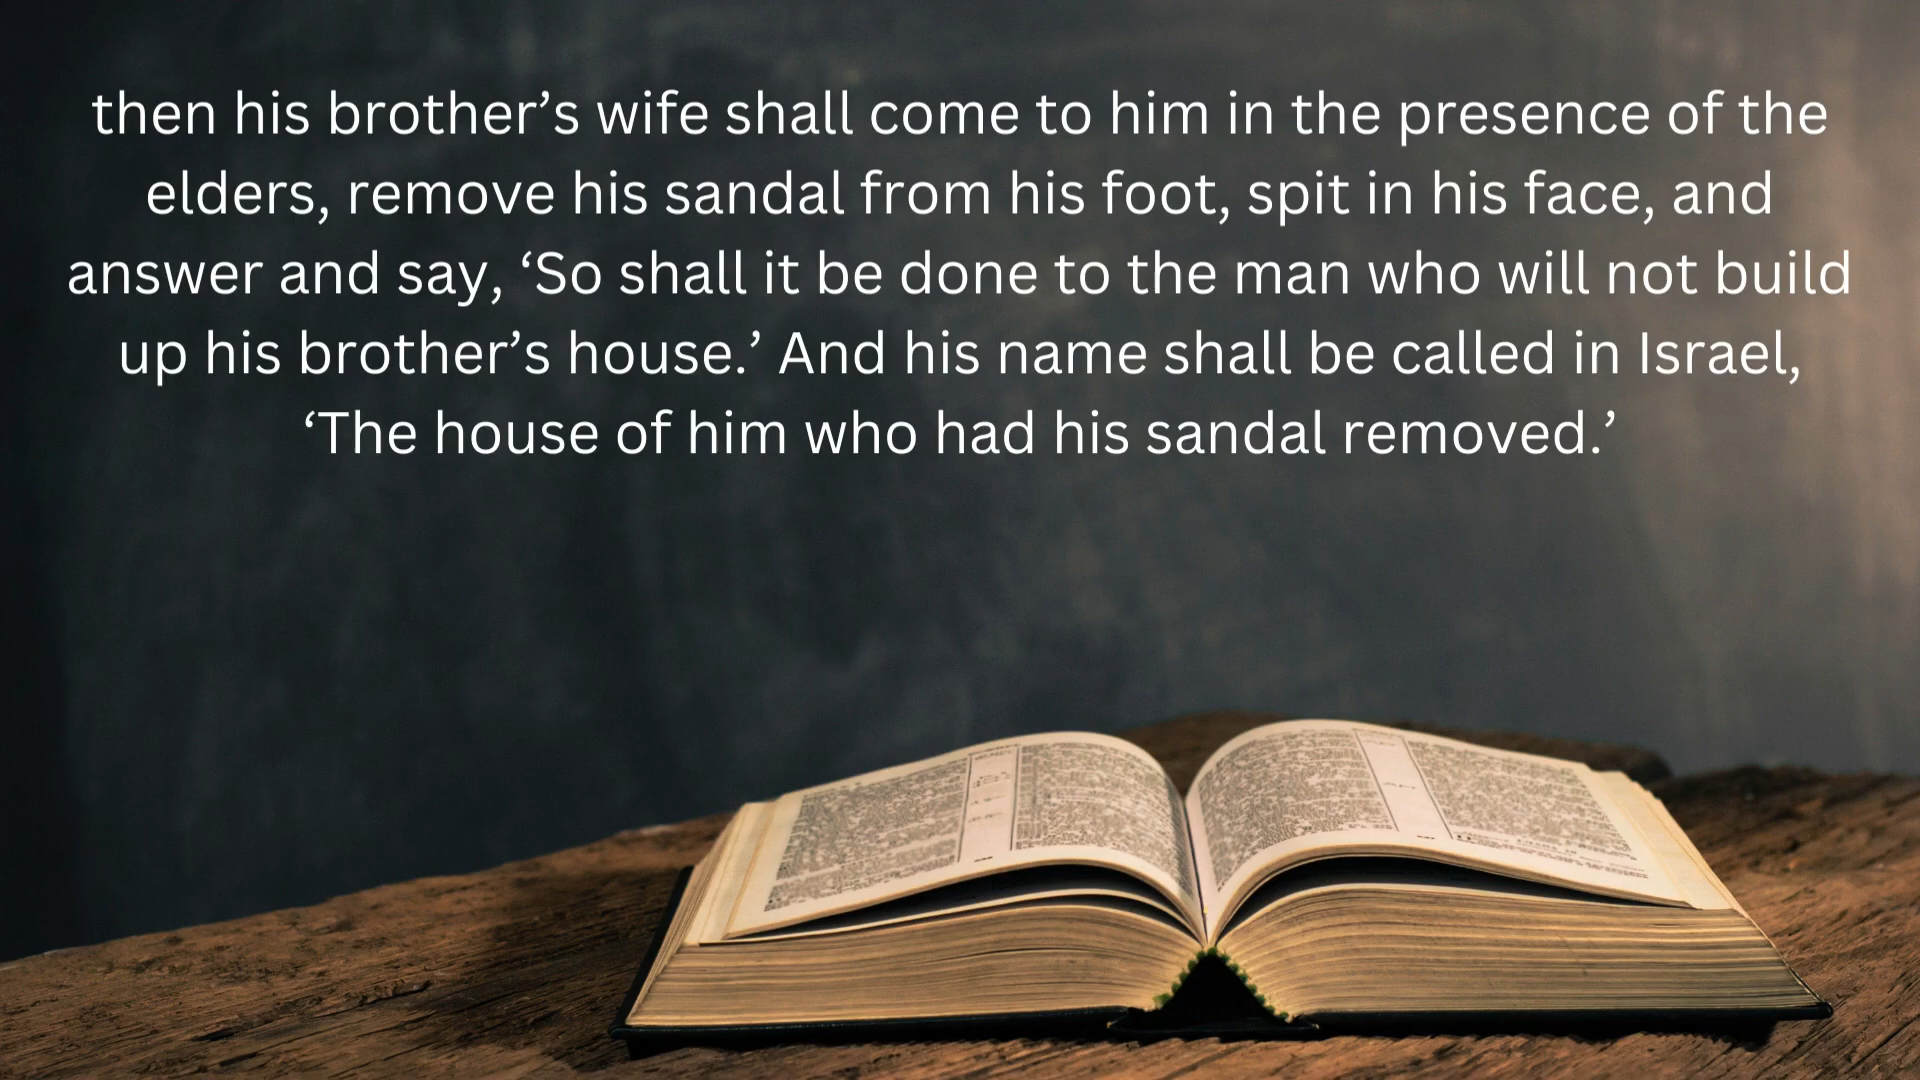 then his brother’s wife shall come to him in the presence of the
elders, remove his sandal from his foot, spit in his face, and
answer and say, ‘So shall it be done to the man who will not build
up his brother’s house.’ And his name shall be called in Israel,
‘The house of him who had his sandal removed.’